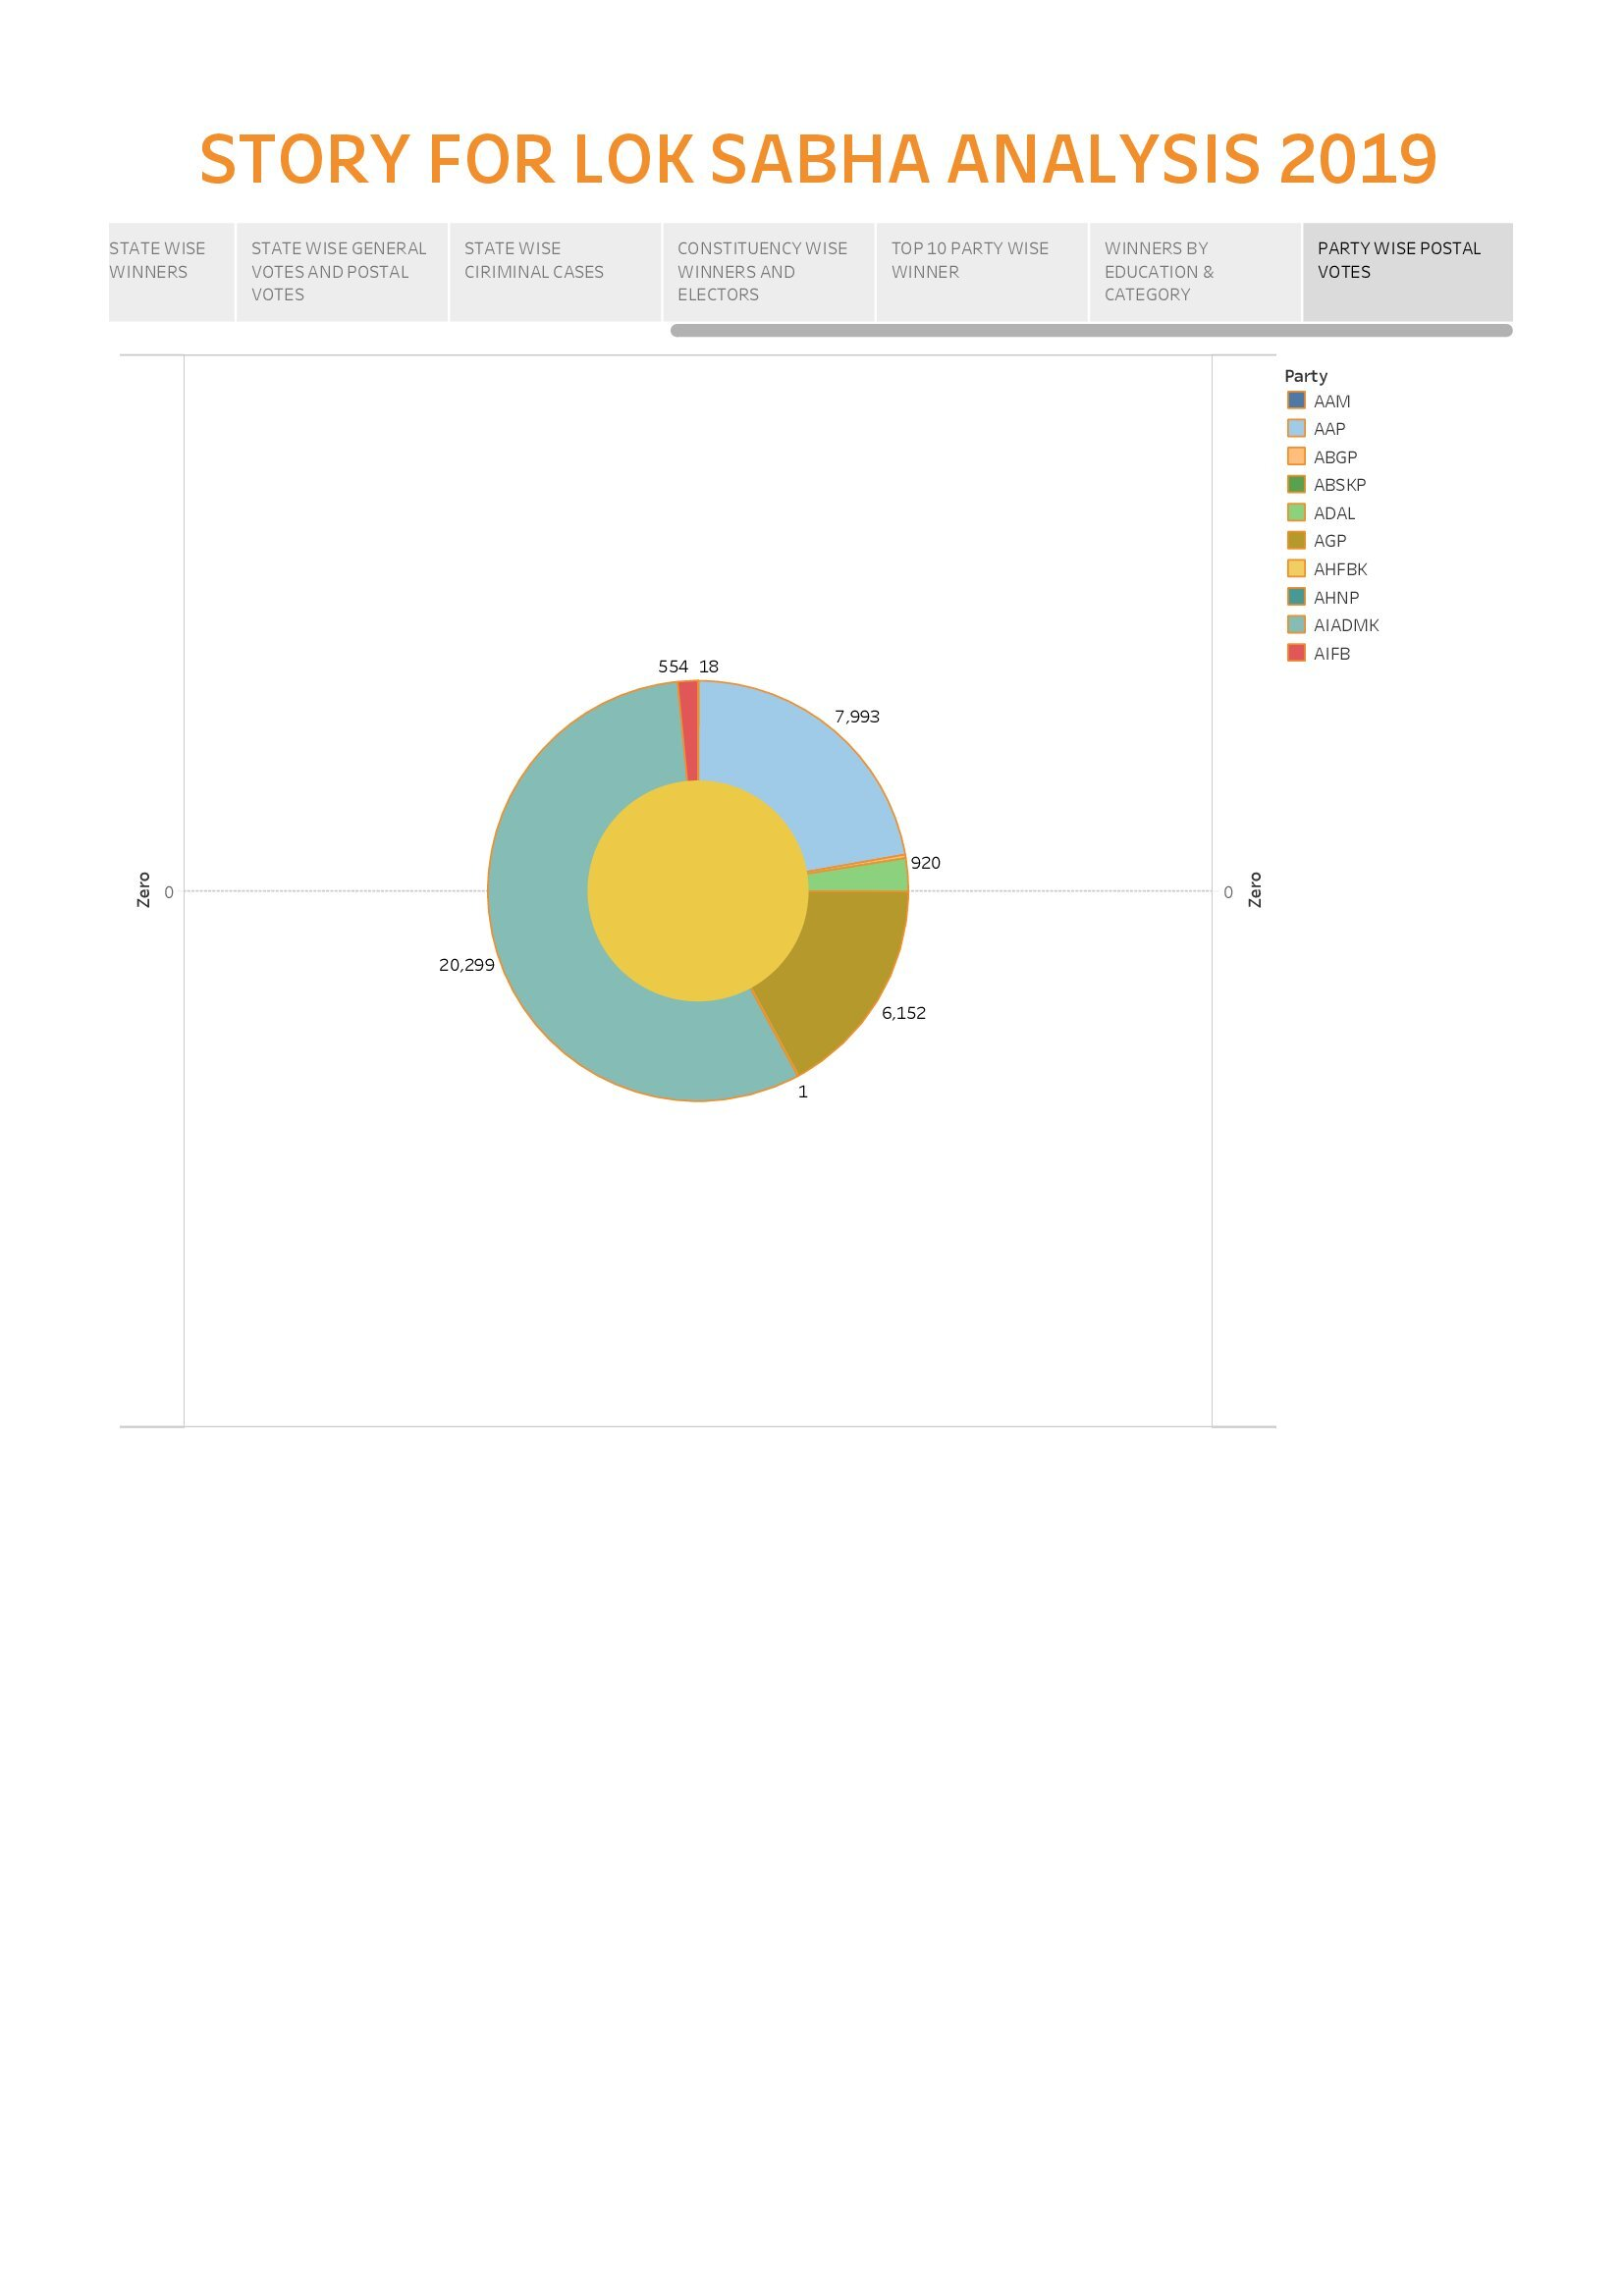 STORY FOR LOK SABHA ANALYSIS 2019
STATE WISE
WINNERS
STATE WISE GENERAL
VOTES AND POSTAL
VOTES
STATE WISE
CIRIMINAL CASES
CONSTITUENCY WISE
WINNERS AND
ELECTORS
TOP 10 PARTY WISE
WINNER
WINNERS BY
EDUCATION &
CATEGORY
PARTY WISE POSTAL
VOTES
Party
AAM
AAP
ABGP
ABSKP
ADAL
AGP
AHFBK
AHNP
AIADMK
AIFB
554 18
7,993
920
Zero 0
0 Zero
20,299
6,152
1